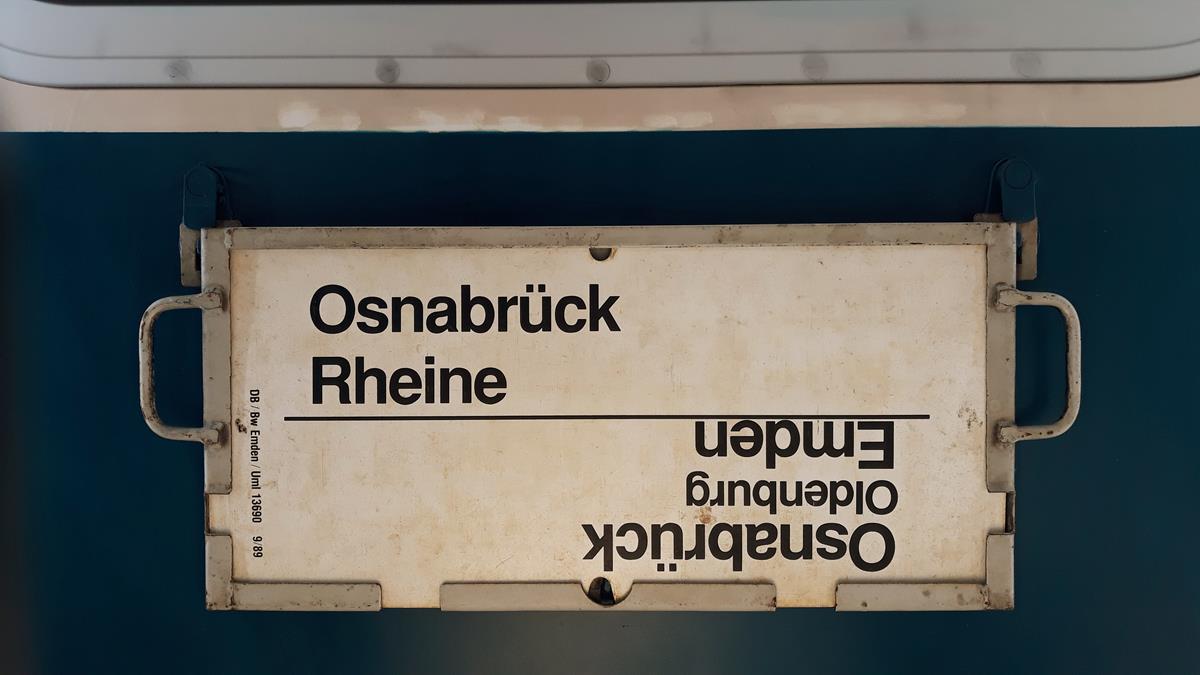 Osnabrück
Rheine
Osnabrück
Oldenburg
Emden
DB / Bw Emden / Uml 13690 9/89